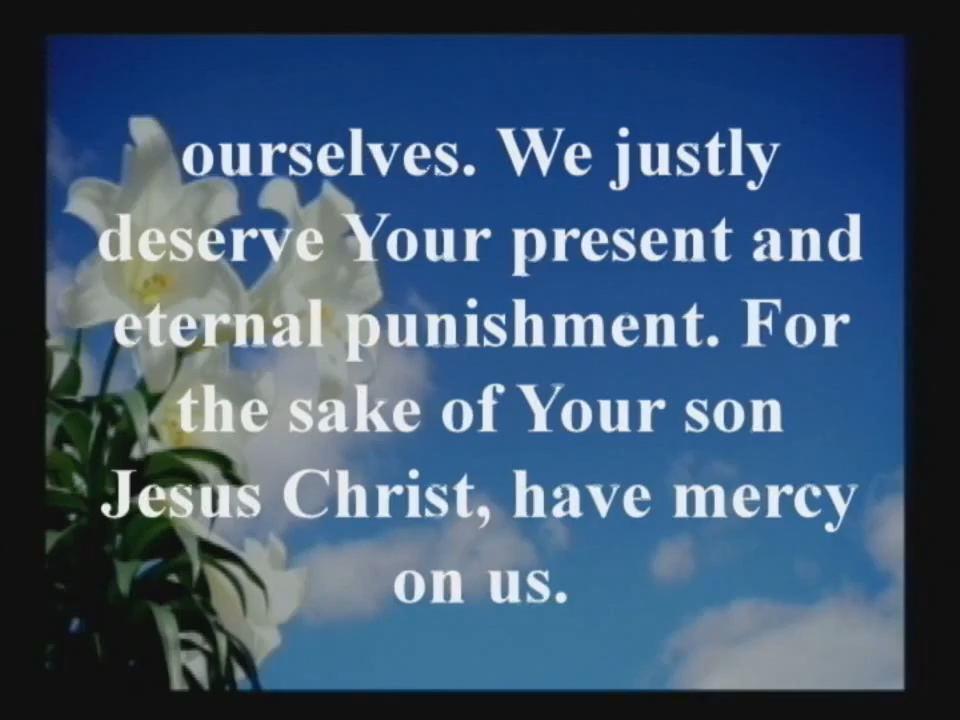 ourselves. We justly
deserve Your present and
eternal punishment. For
the sake of Your son
Jesus Christ, have mercy
on us.